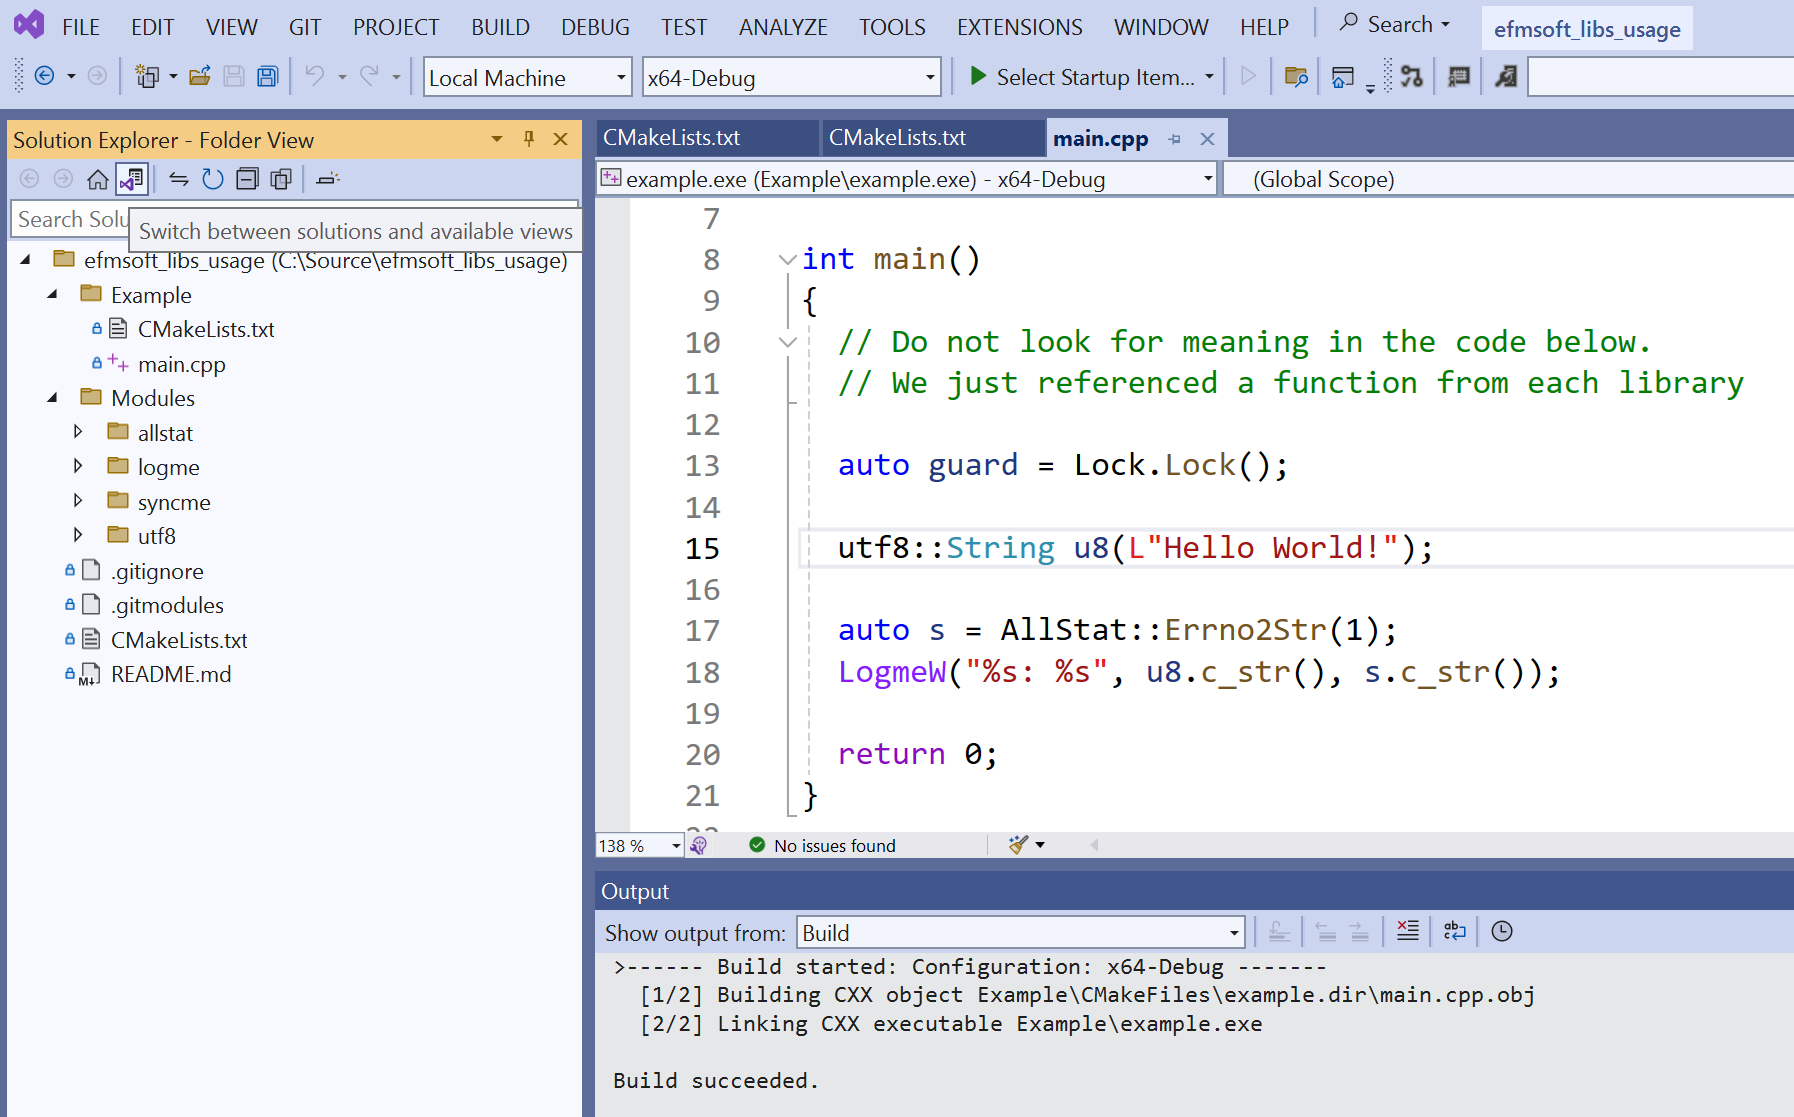 FILE EDIT VIEW GIT PROJECT BUILD DEBUG TEST ANALYZE TOOLS EXTENSIONS WINDOW HELP Search efmsoft_libs_usage
Local Machine x64-Debug Select Startup Item...
Solution Explorer - Folder View
Search Solu
Switch between solutions and available views
efmsoft_libs_usage (C:\Source\efmsoft_libs_usage)
Example
CMakeLists.txt
main.cpp
Modules
allstat
logme
syncme
utf8
.gitignore
.gitmodules
CMakeLists.txt
README.md
CMakeLists.txt CMakeLists.txt main.cpp
example.exe (Example\example.exe) - x64-Debug (Global Scope)
7
8 int main()
9 {
10 // Do not look for meaning in the code below.
11 // We just referenced a function from each library
12
13 auto guard = Lock.Lock();
14
15 utf8::String u8(L"Hello World!");
16
17 auto s = AllStat::Errno2Str(1);
18 LogmeW("%s: %s", u8.c_str(), s.c_str());
19
20 return 0;
21 }
138 % No issues found
Output
Show output from: Build
>------ Build started: Configuration: x64-Debug -------
[1/2] Building CXX object Example\CMakeFiles\example.dir\main.cpp.obj
[2/2] Linking CXX executable Example\example.exe
Build succeeded.